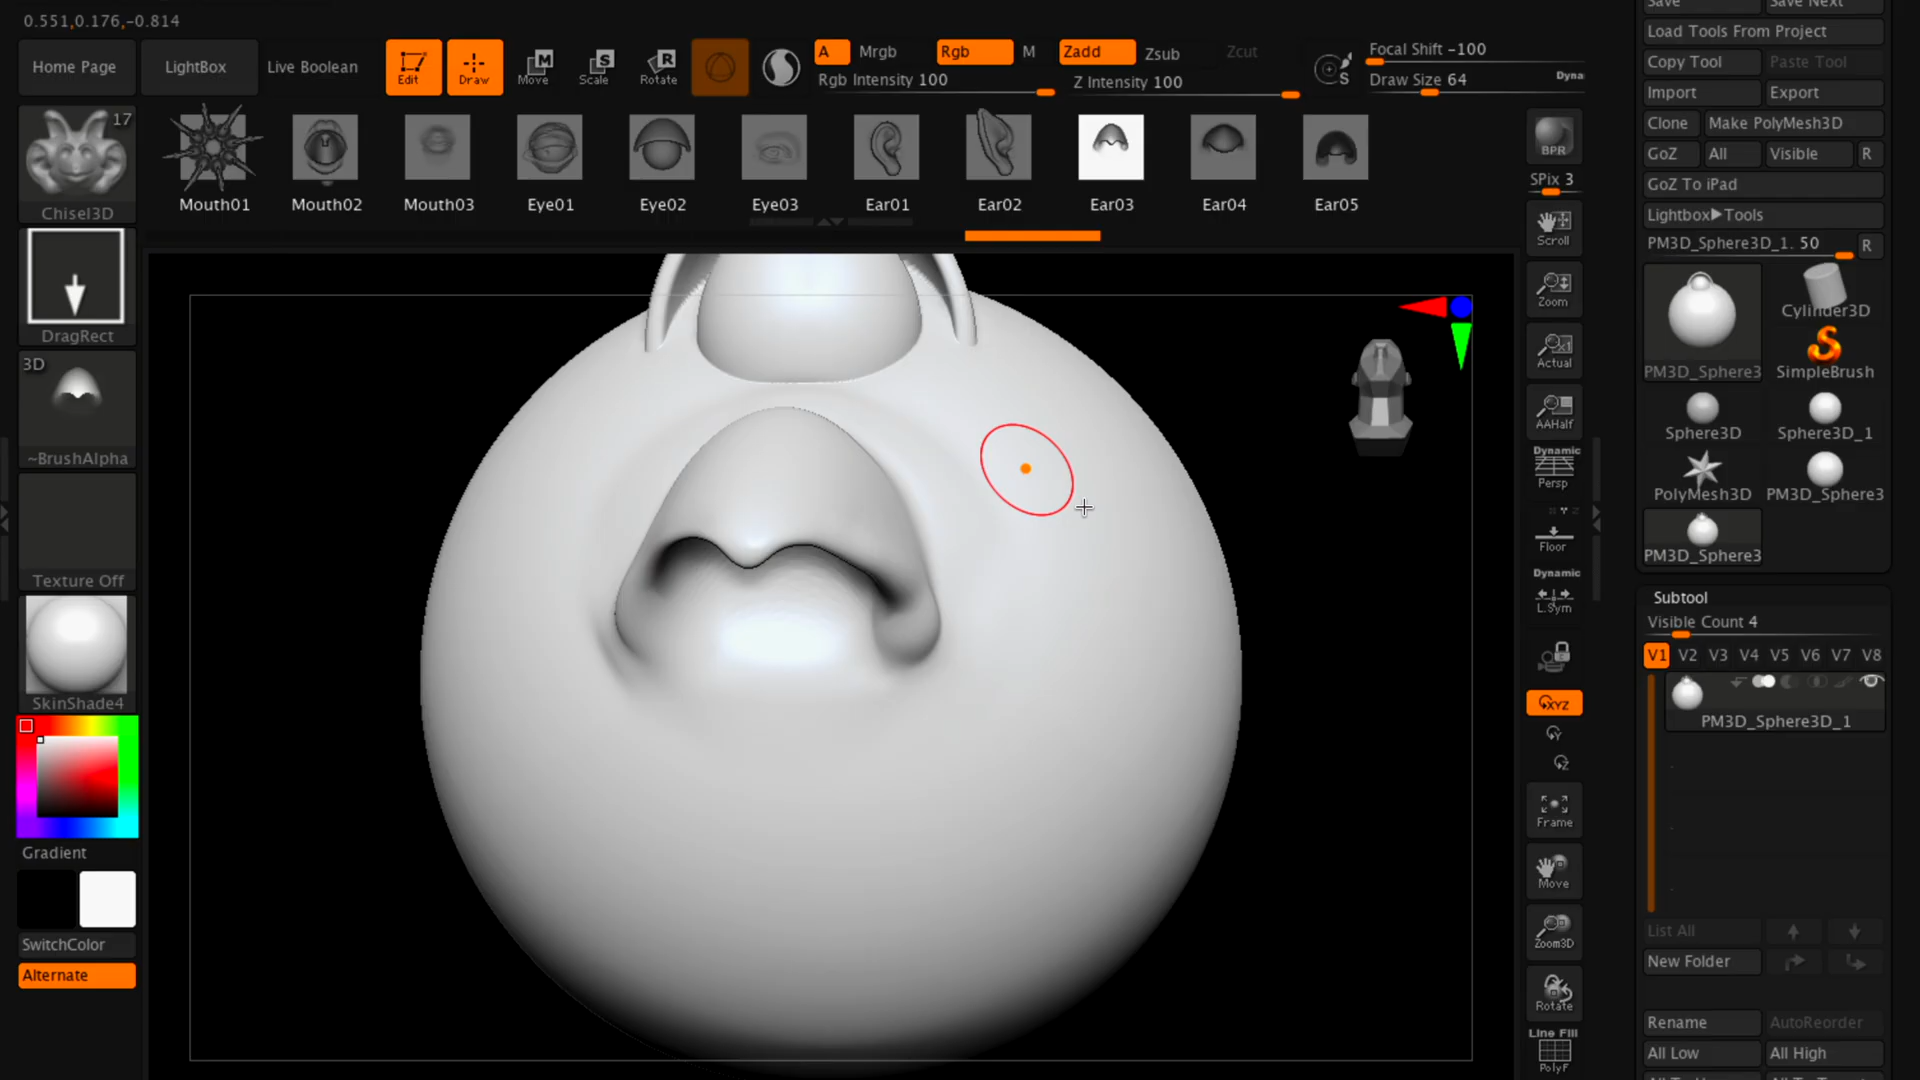 0.551,0.176,-0.814
Home Page
LightBox
Live Boolean
Edit
Draw
Move
Scale
Rotate
A
Mrgb
Rgb
M
Zadd
Zsub
Zcut
Rgb Intensity 100
Z Intensity 100
S
Focal Shift -100
Draw Size 64
Dyna
17
Chisel3D
DragRect
3D
~BrushAlpha
Texture Off
SkinShade4
Gradient
SwitchColor
Alternate
Mouth01
Mouth02
Mouth03
Eye01
Eye02
Eye03
Ear01
Ear02
Ear03
Ear04
Ear05
BPR
SPix 3
Scroll
Zoom
Actual
AAHalf
Dynamic
Persp
Floor
Dynamic
L.Sym
XYZ
Y
Z
Frame
Move
Zoom3D
Rotate
Line Fill
PolyF
Save
Save Next
Load Tools From Project
Copy Tool
Paste Tool
Import
Export
Clone
Make PolyMesh3D
GoZ
All
Visible
R
GoZ To iPad
Lightbox▶Tools
PM3D_Sphere3D_1. 50
R
PM3D_Sphere3
Cylinder3D
SimpleBrush
Sphere3D
Sphere3D_1
PolyMesh3D
PM3D_Sphere3
PM3D_Sphere3
Subtool
Visible Count 4
V1 V2 V3 V4 V5 V6 V7 V8
PM3D_Sphere3D_1
List All
New Folder
Rename
AutoReorder
All Low
All High